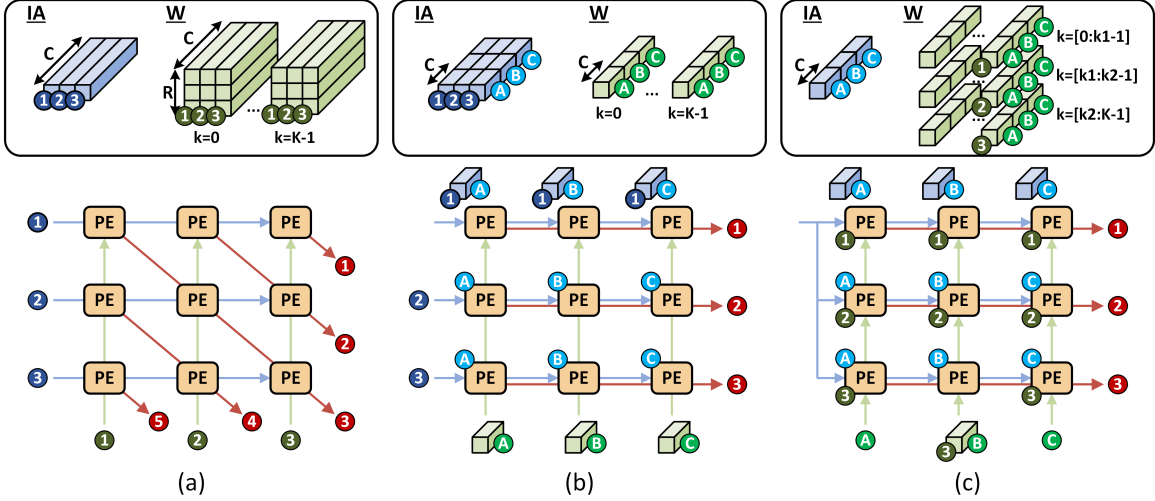 IA W
C
C
R
1 2 3
1 2 3 ... 1 2 3
k=0 k=K-1
1 PE PE PE
1
2 PE PE PE
2
3 PE PE PE
5 4 3
1 2 3
(a)
IA W
C
C
1 2 3 A B C
A B C ... A B C
k=0 k=K-1
1 A 1 B 1 C
PE PE PE 1
A B C
2 PE PE PE 2
A B C
3 PE PE PE 3
A B C
(b)
IA W
C
A B C
... 1 A B C k=[0:k1-1]
... 2 A B C k=[k1:k2-1]
... 3 A B C k=[k2:K-1]
A B C
PE PE PE 1
1 1 1
A B C
PE PE PE 2
2 2 2
A B C
PE PE PE 3
3 3 3
A 3 B C
(c)